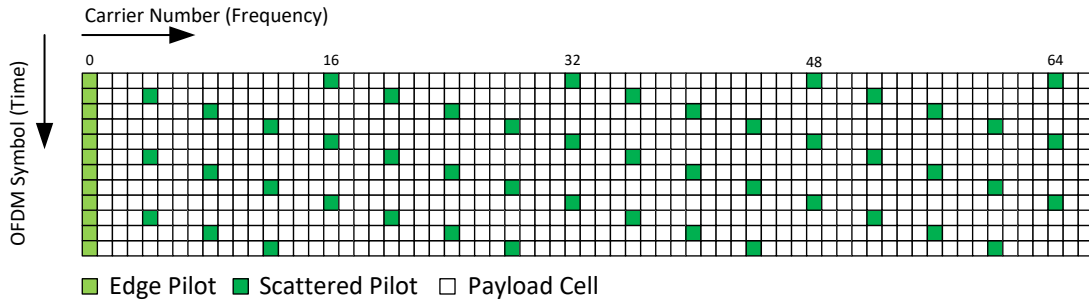 Carrier Number (Frequency)
0 16 32 48 64
OFDM Symbol (Time)
Edge Pilot Scattered Pilot Payload Cell